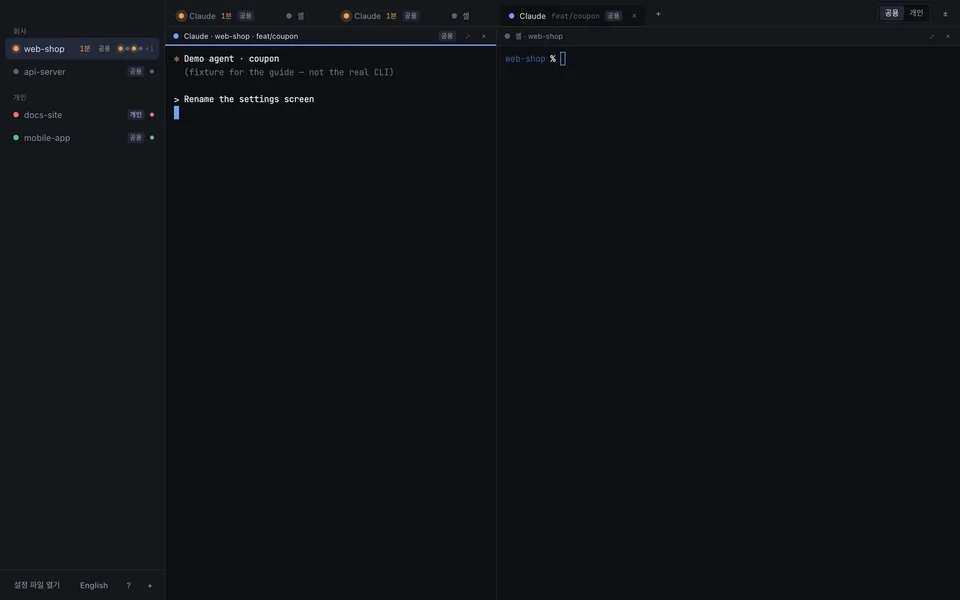 회사
web-shop 1분 공용 +1
api-server 공용
개인
docs-site 개인
mobile-app 공용
설정 파일 열기 English ? +
Claude 1분 공용 셸 Claude 1분 공용 셸 Claude feat/coupon 공용 × + 공용 개인 ±
Claude · web-shop · feat/coupon 공용 ⤢ ×
✻ Demo agent · coupon
(fixture for the guide — not the real CLI)
> Rename the settings screen
셸 · web-shop ⤢ ×
web-shop %